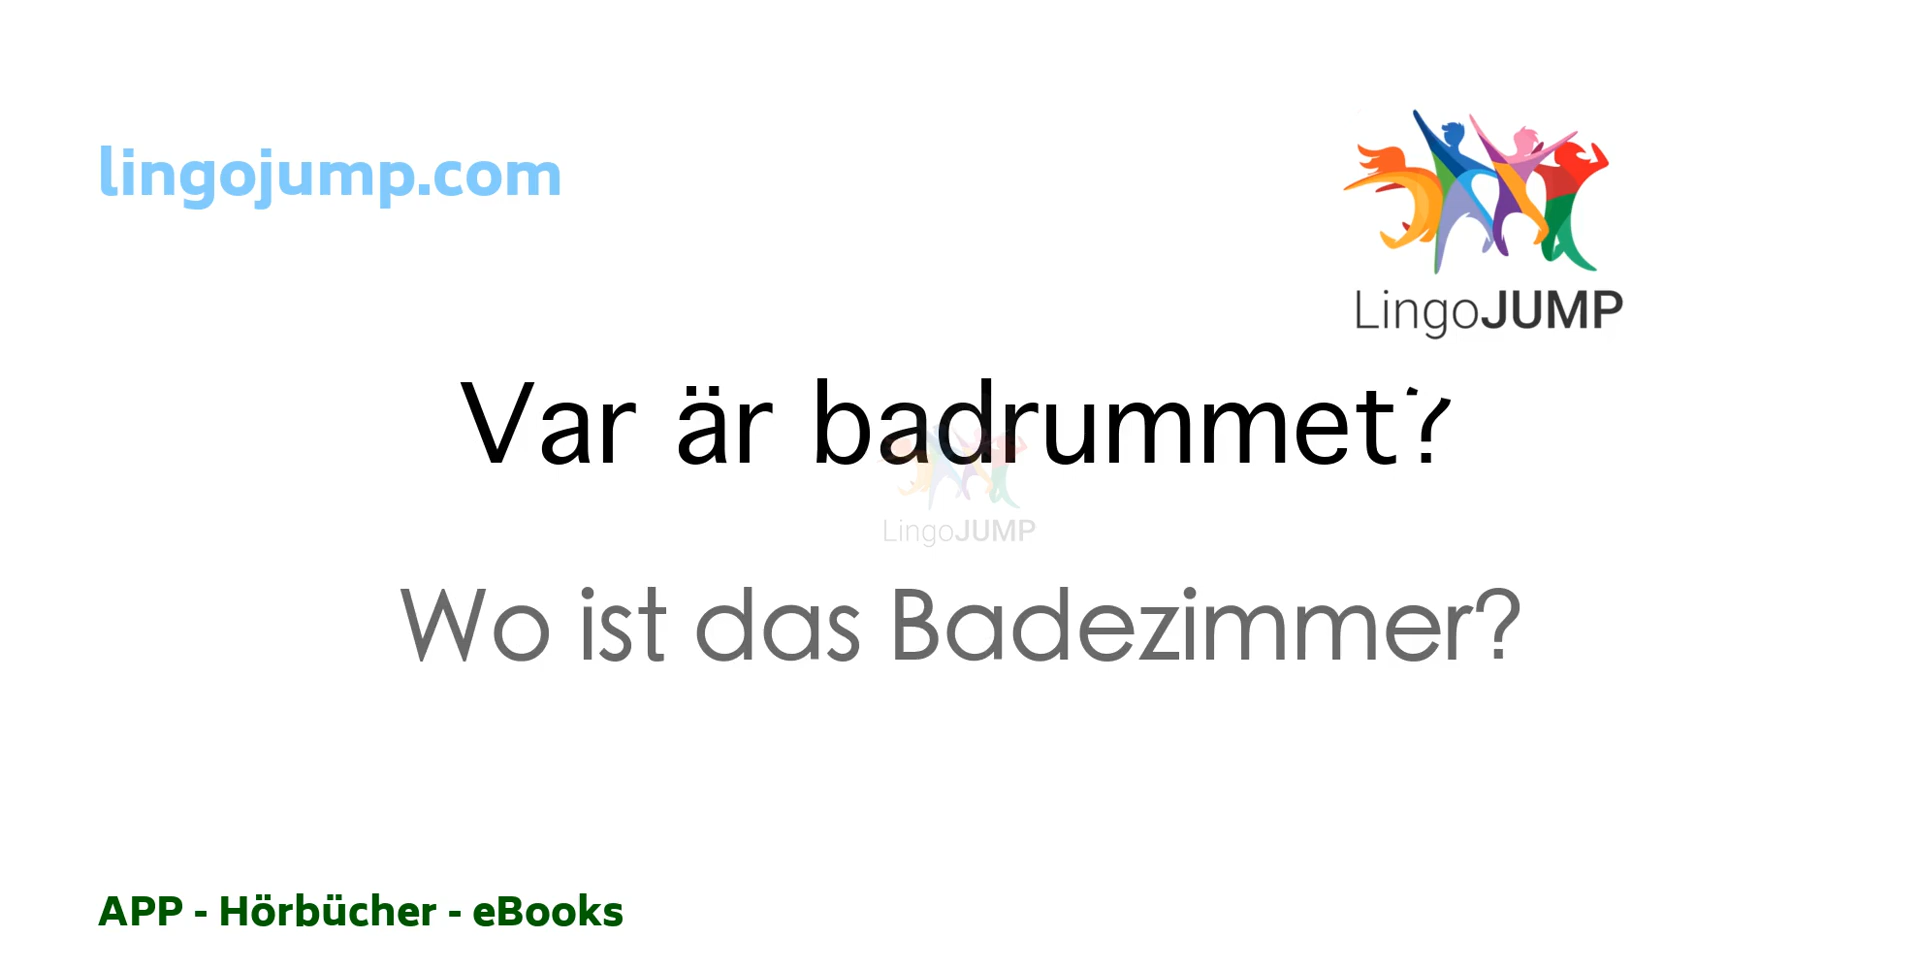 lingojump.com
LingoJUMP
Var är badrummet?
LingoJUMP
Wo ist das Badezimmer?
APP - Hörbücher - eBooks